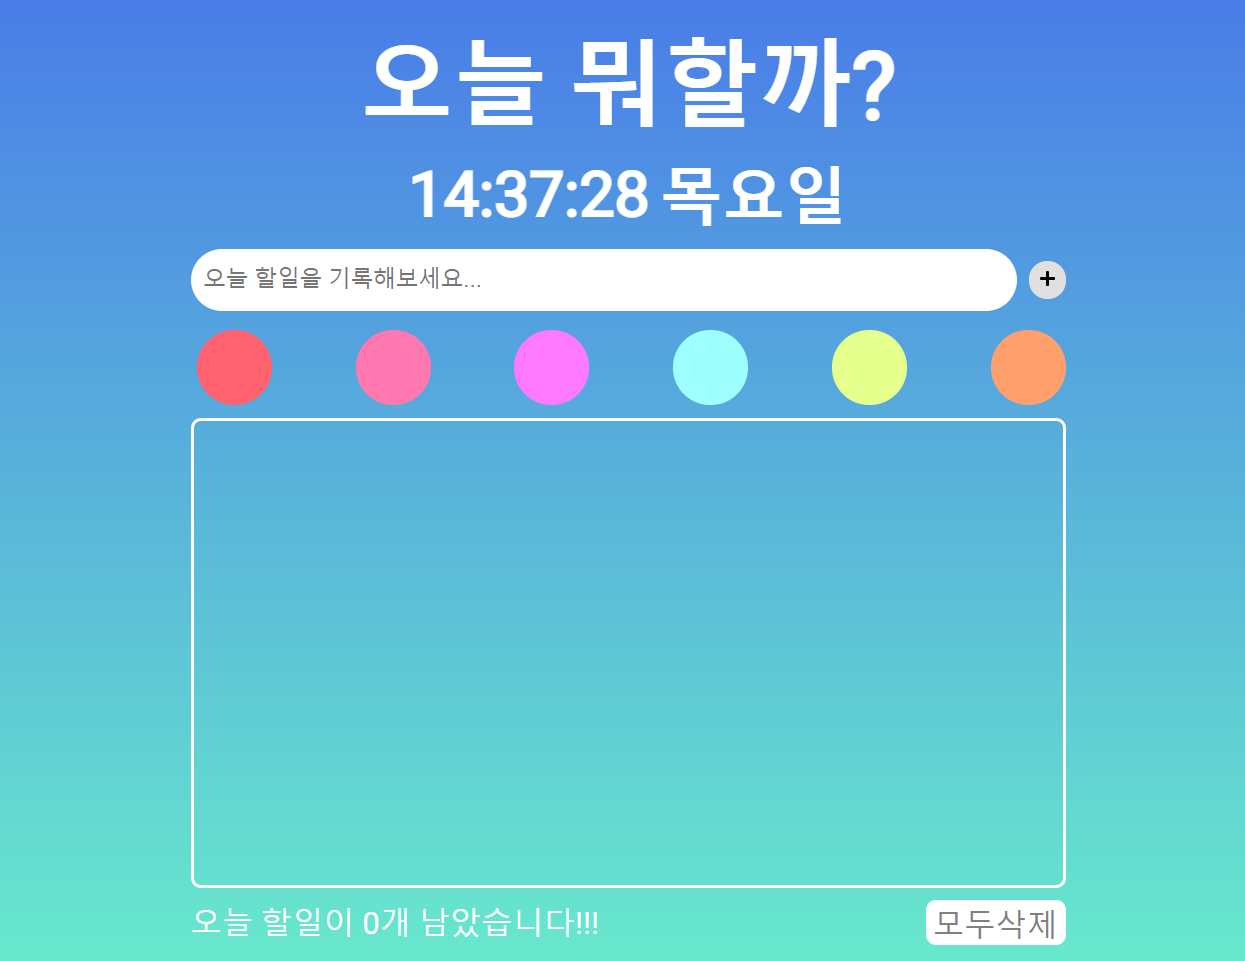 오늘 뭐할까?
14:37:28 목요일
오늘 할일을 기록해보세요...
+
오늘 할일이 0개 남았습니다!!!
모두삭제